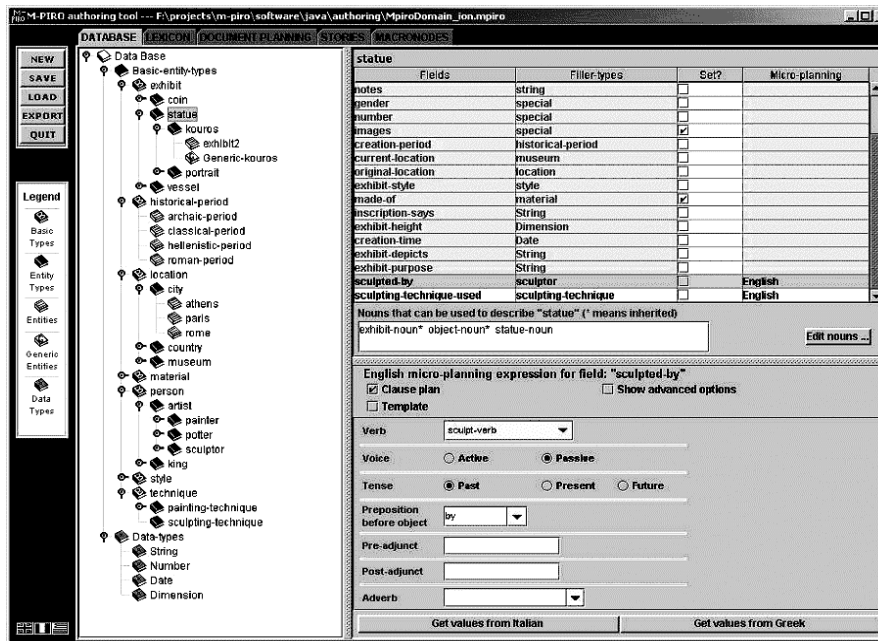 M-PIRO authoring tool --- F:\projects\m-piro\software\java\authoring\MpiroDomain_ion.mpiro
DATABASE LEXICON DOCUMENT PLANNING STORIES MACRONODES
NEW
SAVE
LOAD
EXPORT
QUIT
Legend
Basic
Types
Entity
Types
Entities
Generic
Entities
Data
Types
Data Base
Basic-entity-types
exhibit
coin
statue
kouros
exhibit2
Generic-kouros
portrait
vessel
historical-period
archaic-period
classical-period
hellenistic-period
roman-period
location
city
athens
paris
rome
country
museum
material
person
artist
painter
potter
sculptor
king
style
technique
painting-technique
sculpting-technique
Data-types
String
Number
Date
Dimension
statue
Fields Filler-types Set? Micro-planning
notes string
gender special
number special
images special
creation-period historical-period
current-location museum
original-location location
exhibit-style style
made-of material
inscription-says String
exhibit-height Dimension
creation-time Date
exhibit-depicts String
exhibit-purpose String
sculpted-by sculptor English
sculpting-technique-used sculpting-technique English
Nouns that can be used to describe "statue" (* means inherited)
exhibit-noun* object-noun* statue-noun
Edit nouns ...
English micro-planning expression for field: "sculpted-by"
Clause plan Show advanced options
Template
Verb sculpt-verb
Voice Active Passive
Tense Past Present Future
Preposition
before object by
Pre-adjunct
Post-adjunct
Adverb
Get values from Italian Get values from Greek